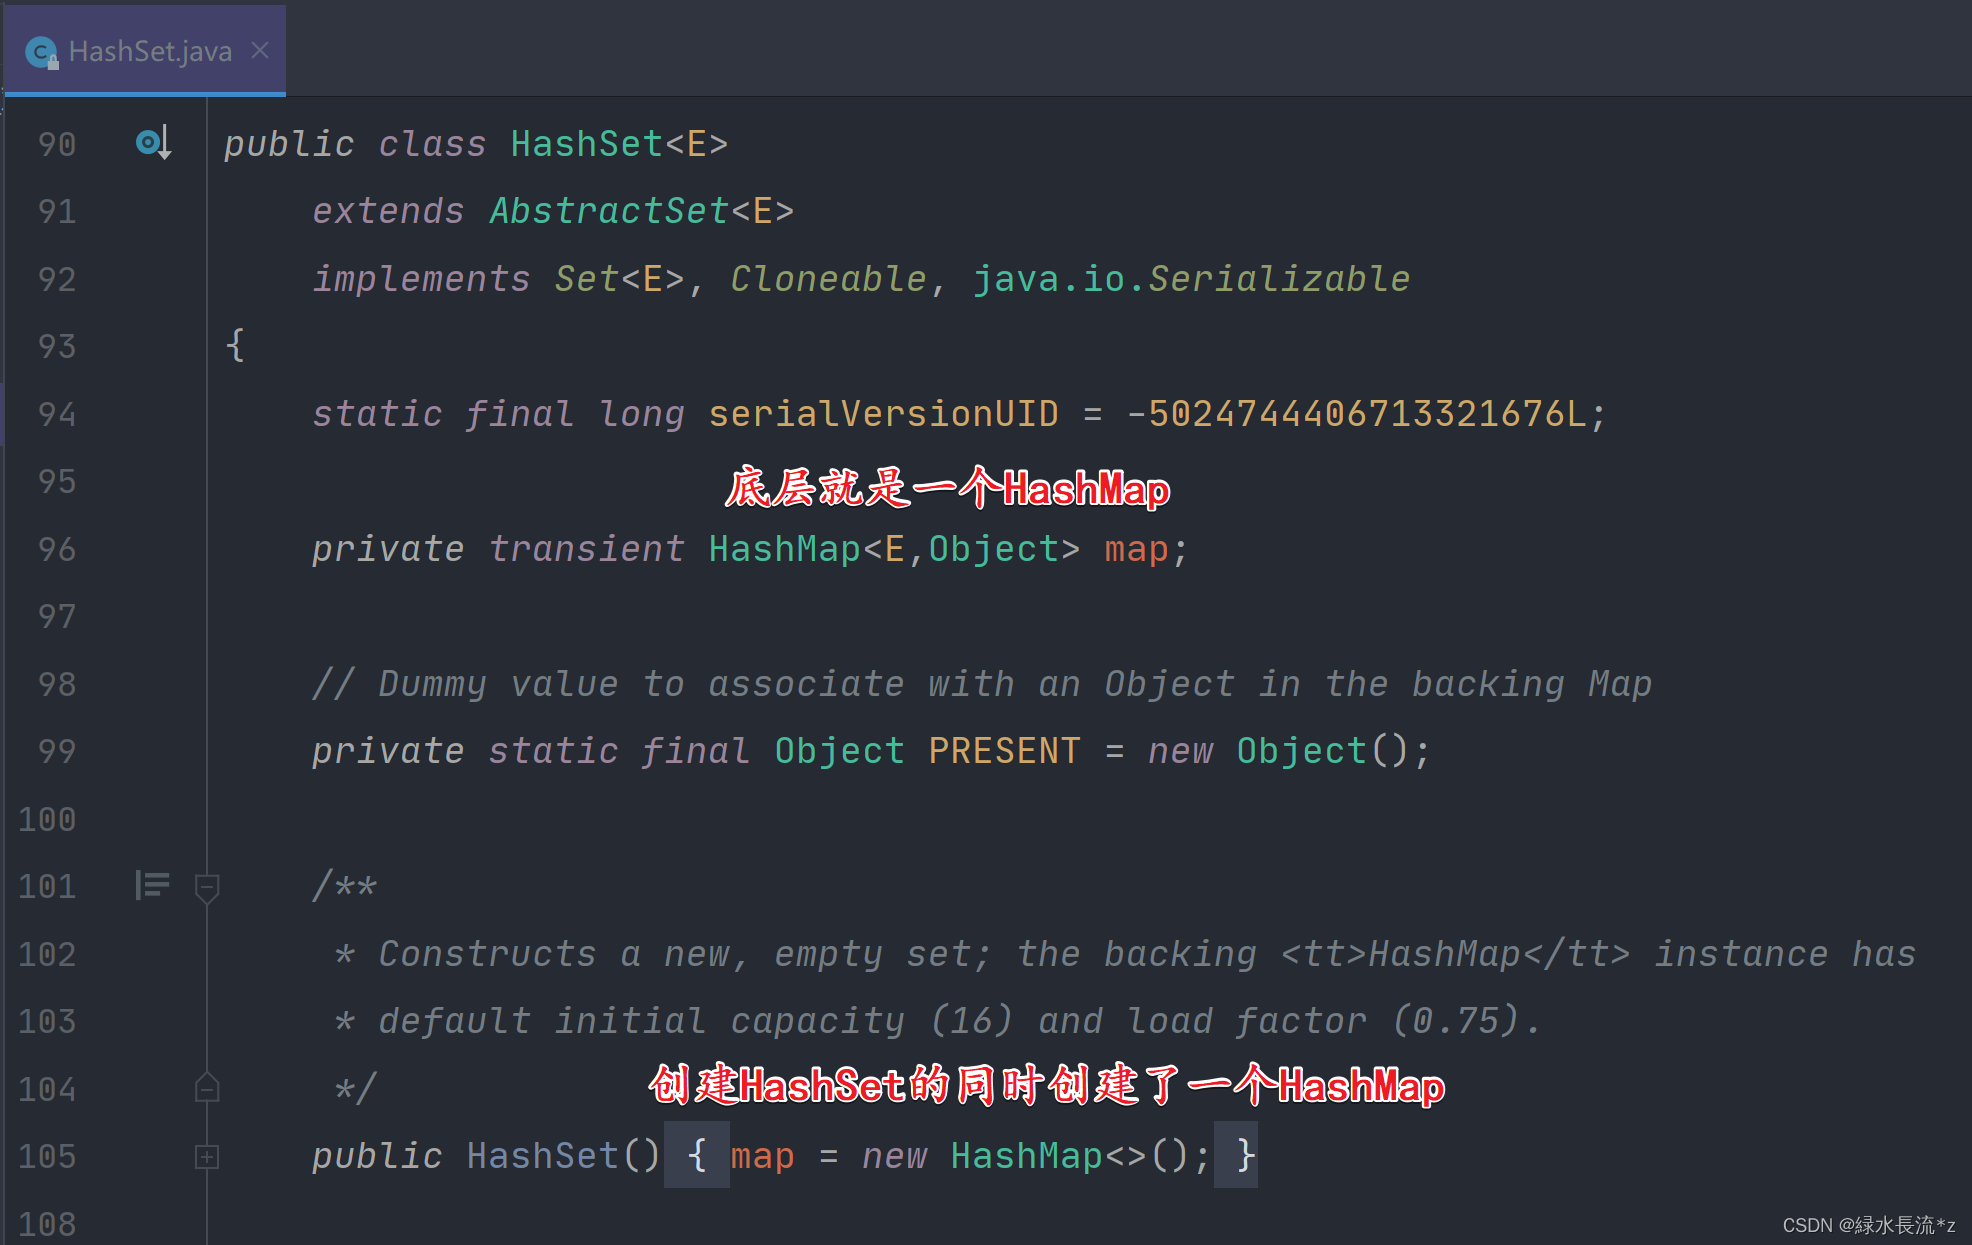 HashSet.java
90 public class HashSet<E>
91 extends AbstractSet<E>
92 implements Set<E>, Cloneable, java.io.Serializable
93 {
94 static final long serialVersionUID = -5024744406713321676L;
95 底层就是一个HashMap
96 private transient HashMap<E,Object> map;
97
98 // Dummy value to associate with an Object in the backing Map
99 private static final Object PRESENT = new Object();
100
101 /**
102 * Constructs a new, empty set; the backing <tt>HashMap</tt> instance has
103 * default initial capacity (16) and load factor (0.75).
104 */ 创建HashSet的同时创建了一个HashMap
105 public HashSet() { map = new HashMap<>(); }
108
CSDN @緑水長流*z